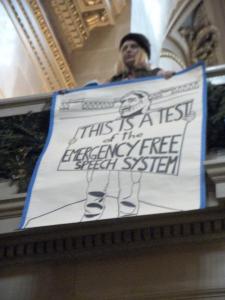 THIS IS A TEST
of the
EMERGENCY FREE
SPEECH SYSTEM